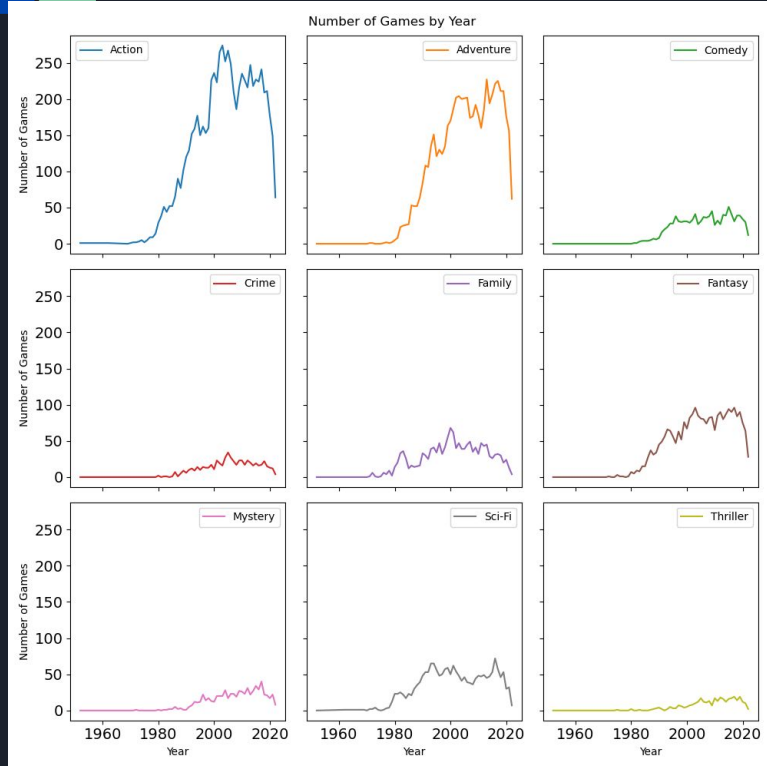 Number of Games by Year
Action
Adventure
Comedy
250
200
150
100
50
0
Number of Games
Crime
Family
Fantasy
250
200
150
100
50
0
Number of Games
Mystery
Sci-Fi
Thriller
250
200
150
100
50
0
Number of Games
1960 1980 2000 2020 1960 1980 2000 2020 1960 1980 2000 2020
Year Year Year